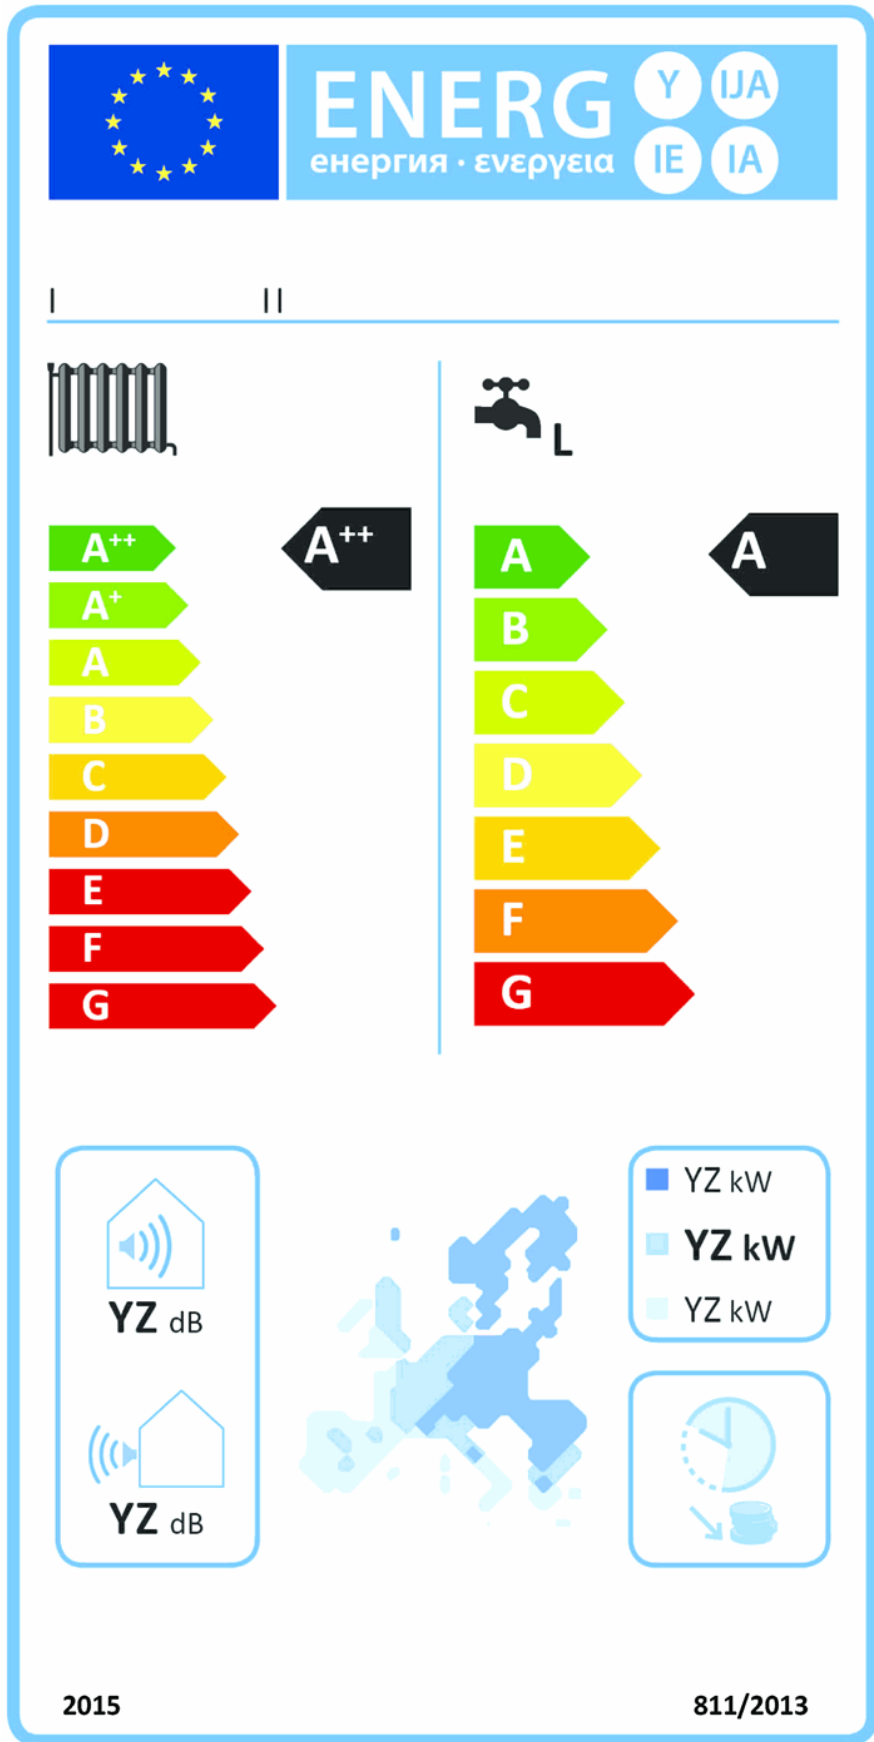 ENERG Y IJA
енергия · ενεργεια IE IA
I II
L
A++
A+
A
B
C
D
E
F
G
A++
A
B
C
D
E
F
G
A
YZ dB
YZ dB
YZ kW
YZ kW
YZ kW
2015 811/2013